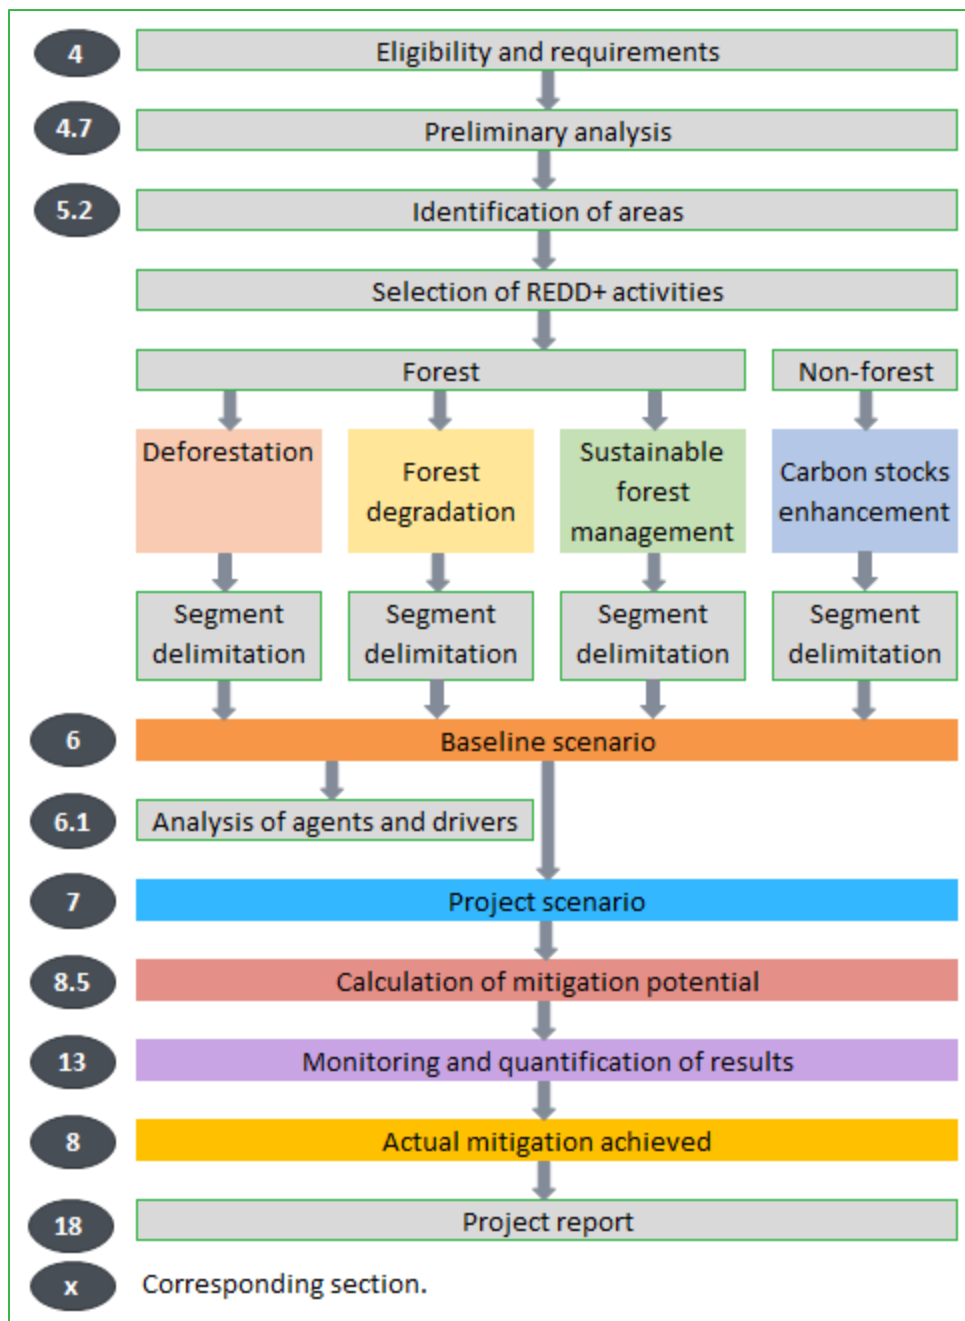 4
Eligibility and requirements
4.7
Preliminary analysis
5.2
Identification of areas
Selection of REDD+ activities
Forest
Non-forest
Deforestation
Forest
degradation
Sustainable
forest
management
Carbon stocks
enhancement
Segment
delimitation
Segment
delimitation
Segment
delimitation
Segment
delimitation
6
Baseline scenario
6.1
Analysis of agents and drivers
7
Project scenario
8.5
Calculation of mitigation potential
13
Monitoring and quantification of results
8
Actual mitigation achieved
18
Project report
x
Corresponding section.